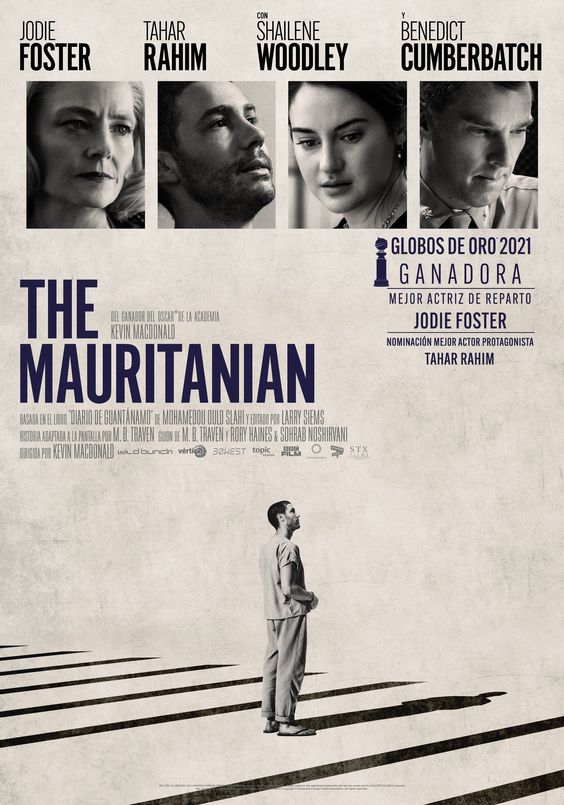 JODIE
FOSTER
TAHAR
RAHIM
CON
SHAILENE
WOODLEY
Y
BENEDICT
CUMBERBATCH
GLOBOS DE ORO 2021
GANADORA
MEJOR ACTRIZ DE REPARTO
JODIE FOSTER
NOMINACIÓN MEJOR ACTOR PROTAGONISTA
TAHAR RAHIM
THE
MAURITANIAN
DEL GANADOR DEL OSCAR® DE LA ACADEMIA
KEVIN MACDONALD
BASADA EN EL LIBRO "DIARIO DE GUANTÁNAMO" DE MOHAMEDOU OULD SLAHI Y EDITADO POR LARRY SIEMS
HISTORIA ADAPTADA A LA PANTALLA POR M. B. TRAVEN GUION DE M. B. TRAVEN Y RORY HAINES & SOHRAB NOSHIRVANI
DIRIGIDA POR KEVIN MACDONALD wild bunch vértigo 30WEST topic BBC FILM STX